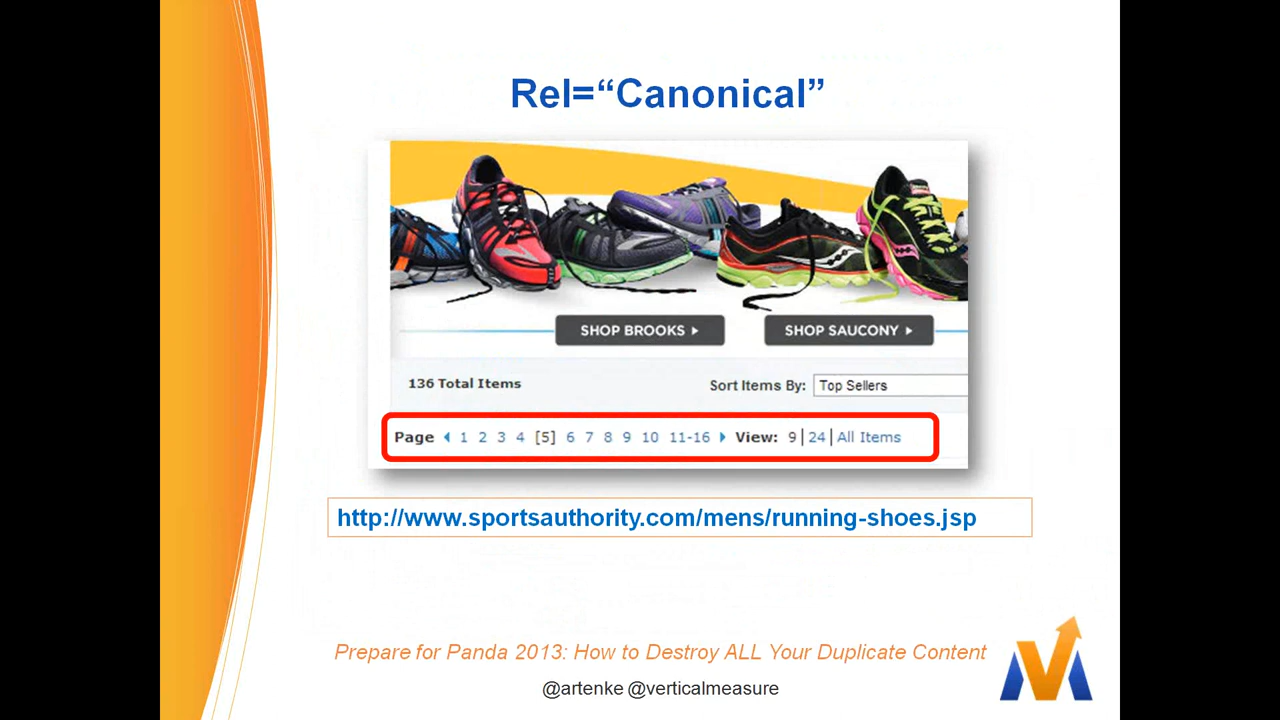 Rel=“Canonical”
SHOP BROOKS
SHOP SAUCONY
136 Total Items
Sort Items By: Top Sellers
Page 1 2 3 4 [5] 6 7 8 9 10 11-16 View: 9 | 24 | All Items
http://www.sportsauthority.com/mens/running-shoes.jsp
Prepare for Panda 2013: How to Destroy ALL Your Duplicate Content
@artenke @verticalmeasure